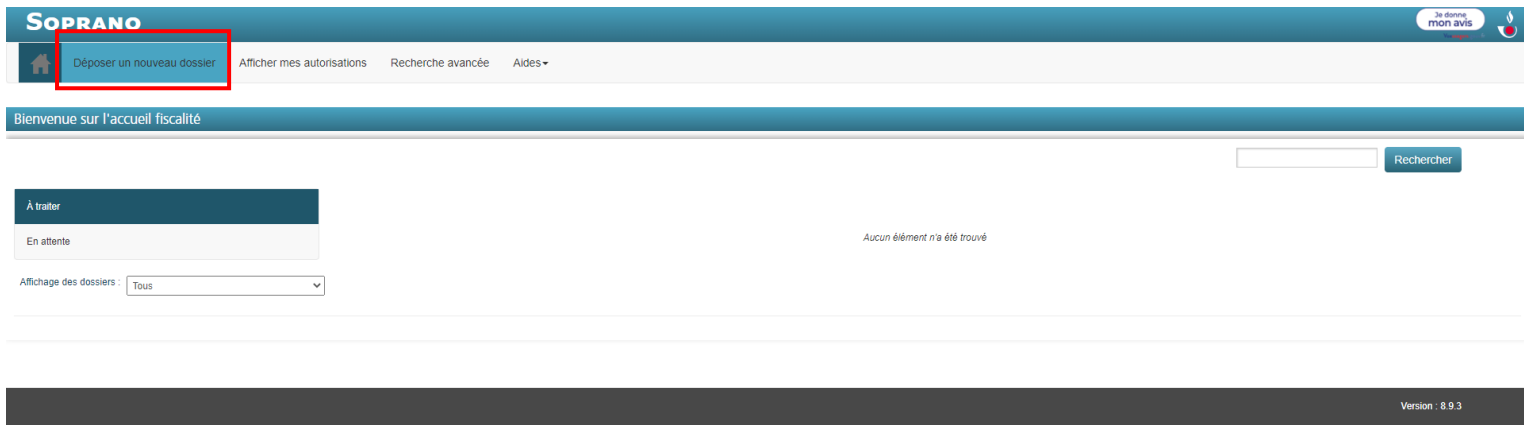 SOPRANO
Je donne
mon avis
Déposer un nouveau dossier Afficher mes autorisations Recherche avancée Aides
Bienvenue sur l'accueil fiscalité
Rechercher
À traiter
En attente
Aucun élément n'a été trouvé
Affichage des dossiers : Tous
Version : 8.9.3